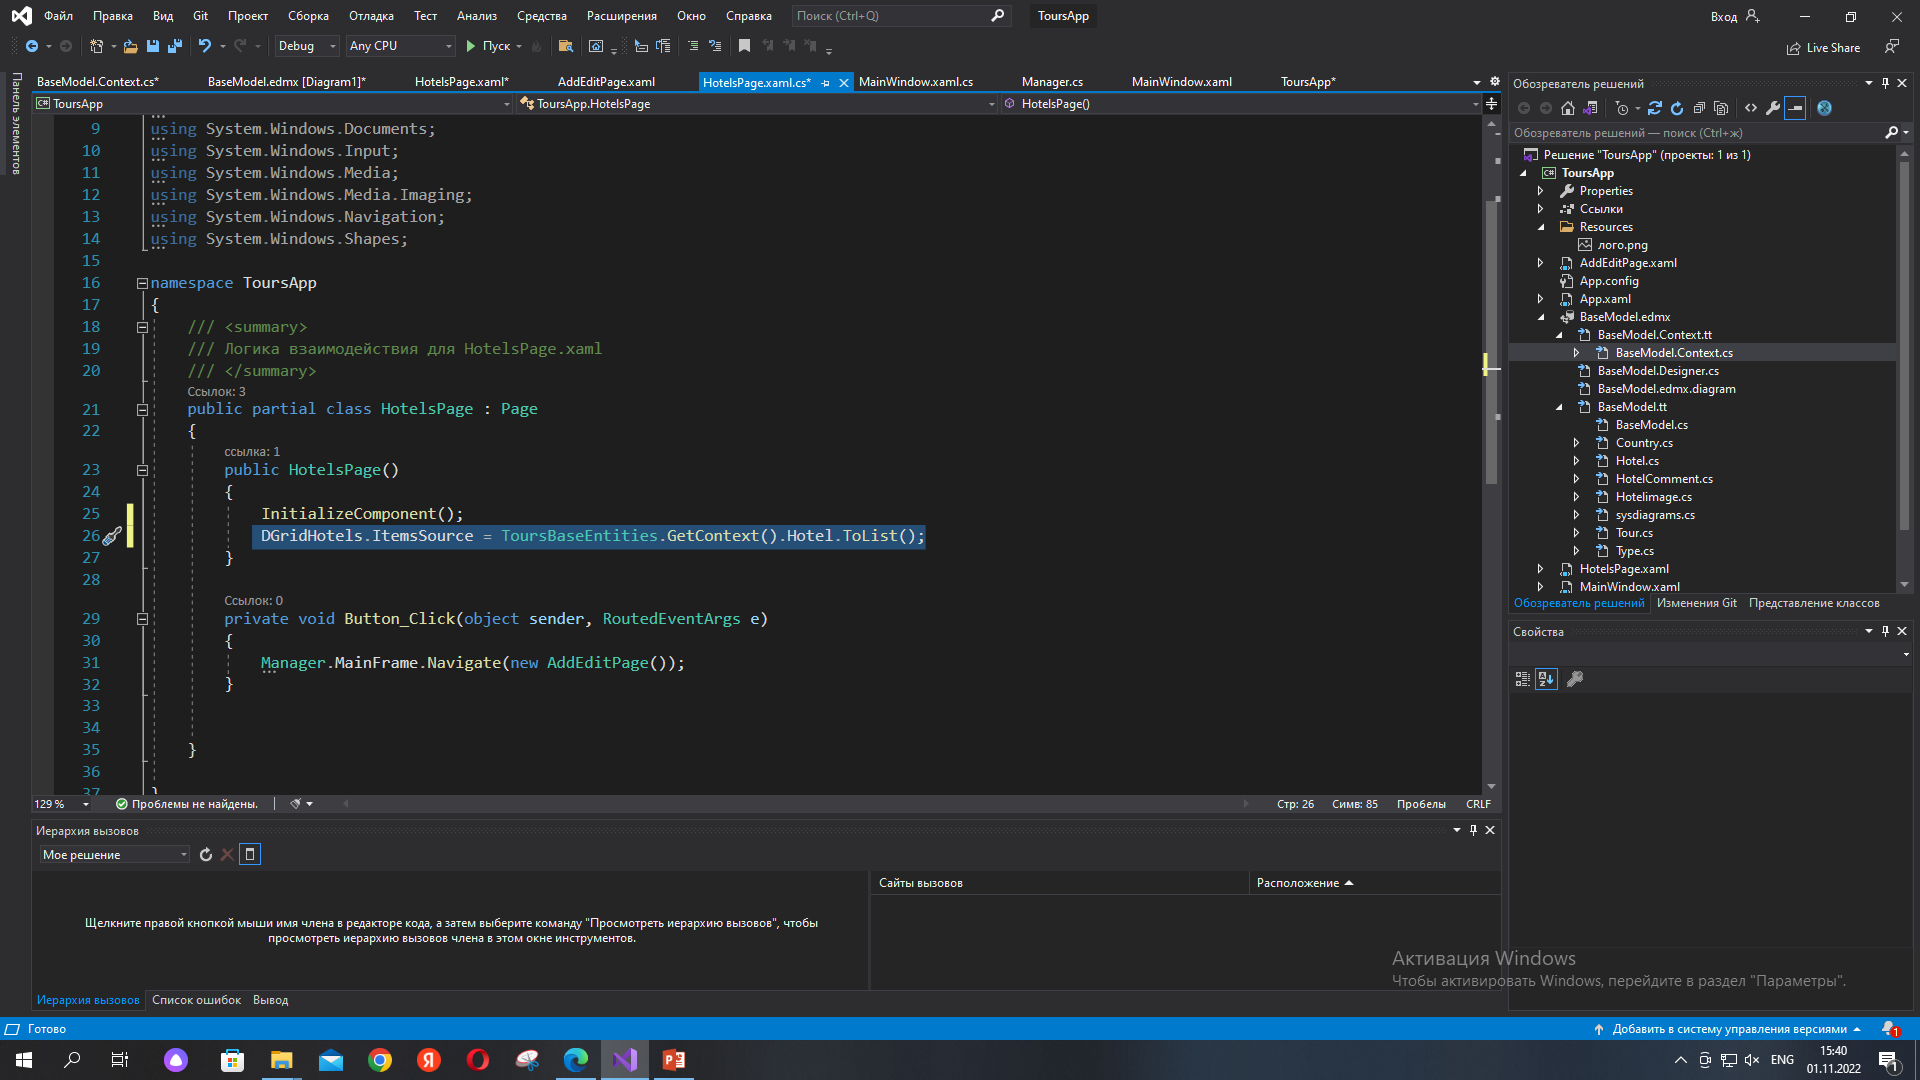 Файл Правка Вид Git Проект Сборка Отладка Тест Анализ Средства Расширения Окно Справка Поиск (Ctrl+Q) ToursApp Вход
Debug Any CPU Пуск Live Share
BaseModel.Context.cs* BaseModel.edmx [Diagram1]* HotelsPage.xaml* AddEditPage.xaml HotelsPage.xaml.cs* MainWindow.xaml.cs Manager.cs MainWindow.xaml ToursApp*
Панель элементов
C# ToursApp ToursApp.HotelsPage HotelsPage()
9 using System.Windows.Documents;
10 using System.Windows.Input;
11 using System.Windows.Media;
12 using System.Windows.Media.Imaging;
13 using System.Windows.Navigation;
14 using System.Windows.Shapes;
15
16 namespace ToursApp
17 {
18 /// <summary>
19 /// Логика взаимодействия для HotelsPage.xaml
20 /// </summary>
Ссылок: 3
21 public partial class HotelsPage : Page
22 {
ссылка: 1
23 public HotelsPage()
24 {
25 InitializeComponent();
26 DGridHotels.ItemsSource = ToursBaseEntities.GetContext().Hotel.ToList();
27 }
28
Ссылок: 0
29 private void Button_Click(object sender, RoutedEventArgs e)
30 {
31 Manager.MainFrame.Navigate(new AddEditPage());
32 }
33
34
35 }
36
37 }
129 % Проблемы не найдены. Стр: 26 Симв: 85 Пробелы CRLF
Иерархия вызовов
Мое решение
Щелкните правой кнопкой мыши имя члена в редакторе кода, а затем выберите команду "Просмотреть иерархию вызовов", чтобы
просмотреть иерархию вызовов члена в этом окне инструментов.
Сайты вызовов Расположение
Иерархия вызовов Список ошибок Вывод
Обозреватель решений
Обозреватель решений — поиск (Ctrl+ж)
Решение "ToursApp" (проекты: 1 из 1)
C# ToursApp
Properties
Ссылки
Resources
лого.png
AddEditPage.xaml
App.config
App.xaml
BaseModel.edmx
BaseModel.Context.tt
BaseModel.Context.cs
BaseModel.Designer.cs
BaseModel.edmx.diagram
BaseModel.tt
BaseModel.cs
Country.cs
Hotel.cs
HotelComment.cs
Hotelimage.cs
sysdiagrams.cs
Tour.cs
Type.cs
HotelsPage.xaml
MainWindow.xaml
Обозреватель решений Изменения Git Представление классов
Свойства
Активация Windows
Чтобы активировать Windows, перейдите в раздел "Параметры".
Готово Добавить в систему управления версиями 1
ENG 15:40
01.11.2022 1